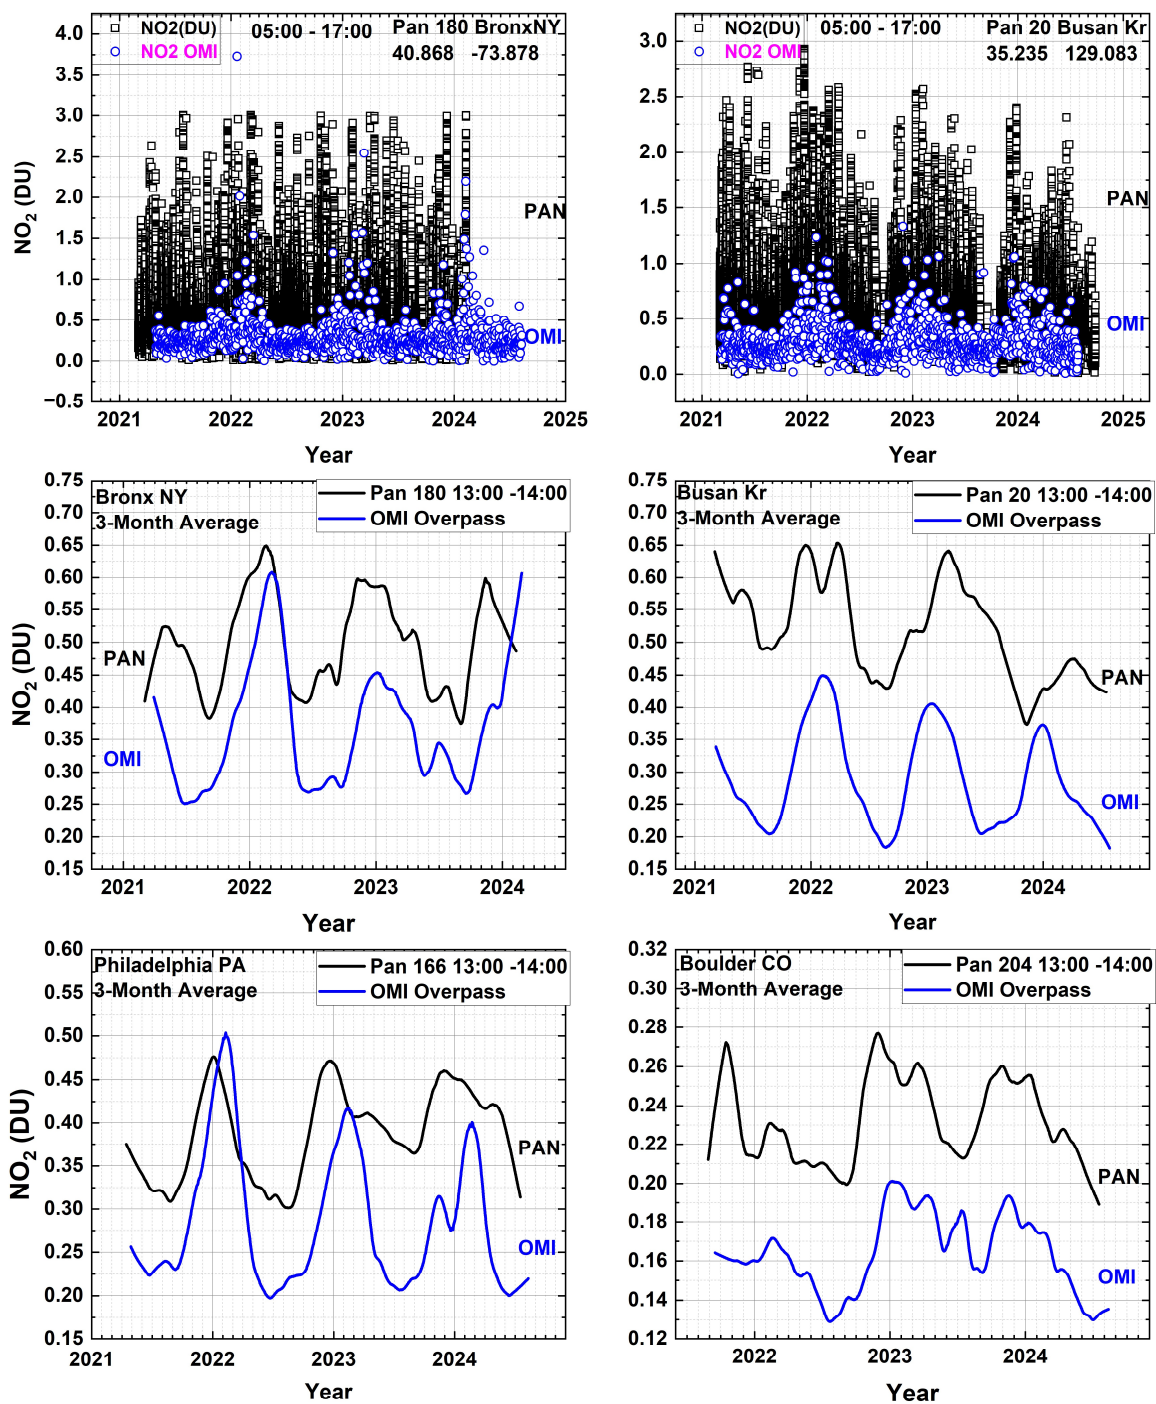 NO2(DU)
NO2 OMI
05:00 - 17:00
Pan 180 BronxNY
40.868 -73.878
4.0
3.5
3.0
2.5
2.0
1.5
1.0
0.5
0.0
−0.5
NO2 (DU)
PAN
OMI
2021 2022 2023 2024 2025
Year
NO2(DU)
NO2 OMI
05:00 - 17:00
Pan 20 Busan Kr
35.235 129.083
3.0
2.5
2.0
1.5
1.0
0.5
0.0
PAN
OMI
2021 2022 2023 2024 2025
Year
Bronx NY
3-Month Average
Pan 180 13:00 -14:00
OMI Overpass
0.75
0.70
0.65
0.60
0.55
0.50
0.45
0.40
0.35
0.30
0.25
0.20
0.15
NO2 (DU)
PAN
OMI
2021 2022 2023 2024
Year
Busan Kr
3-Month Average
Pan 20 13:00 -14:00
OMI Overpass
0.75
0.70
0.65
0.60
0.55
0.50
0.45
0.40
0.35
0.30
0.25
0.20
0.15
PAN
OMI
2021 2022 2023 2024
Year
Philadelphia PA
3-Month Average
Pan 166 13:00 -14:00
OMI Overpass
0.60
0.55
0.50
0.45
0.40
0.35
0.30
0.25
0.20
0.15
NO2 (DU)
PAN
OMI
2021 2022 2023 2024
Year
Boulder CO
3-Month Average
Pan 204 13:00 -14:00
OMI Overpass
0.32
0.30
0.28
0.26
0.24
0.22
0.20
0.18
0.16
0.14
0.12
PAN
OMI
2022 2023 2024
Year